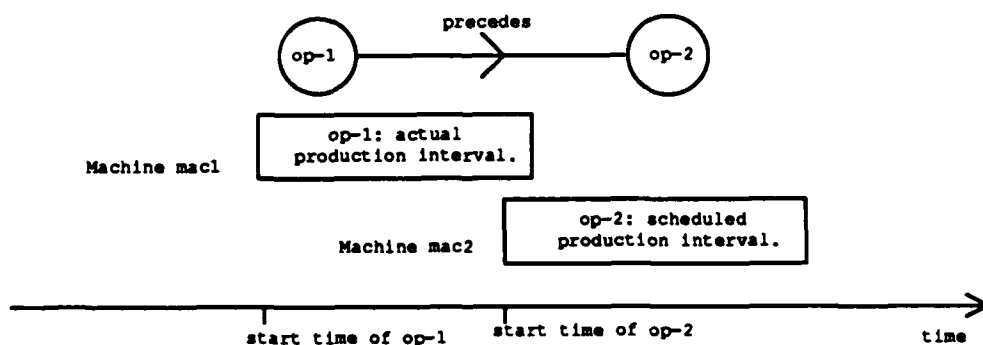 precedes
op-1
op-2
op-1: actual
production interval.
Machine mac1
op-2: scheduled
production interval.
Machine mac2
start time of op-1
start time of op-2
time